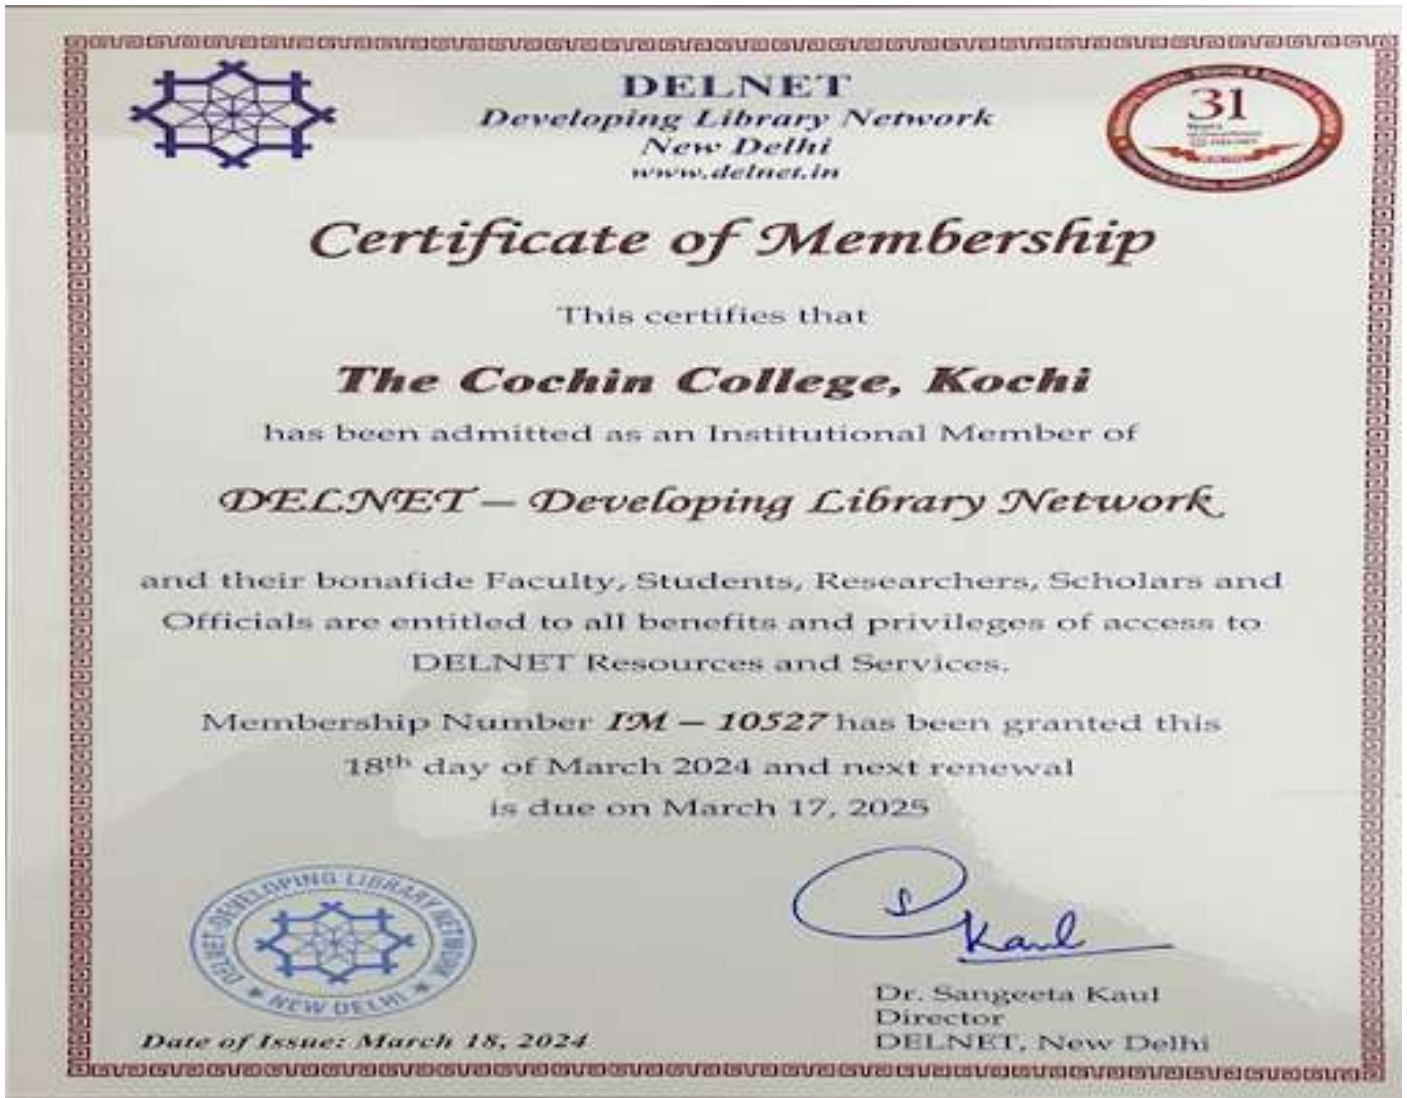 DELNET
Developing Library Network
New Delhi
www.delnet.in
31
Certificate of Membership
This certifies that
The Cochin College, Kochi
has been admitted as an Institutional Member of
DELNET – Developing Library Network
and their bonafide Faculty, Students, Researchers, Scholars and
Officials are entitled to all benefits and privileges of access to
DELNET Resources and Services.
Membership Number IM – 10527 has been granted this
18th day of March 2024 and next renewal
is due on March 17, 2025
DELNET-DEVELOPING LIBRARY NETWORK
NEW DELHI
Kaul
Dr. Sangeeta Kaul
Director
DELNET, New Delhi
Date of Issue: March 18, 2024